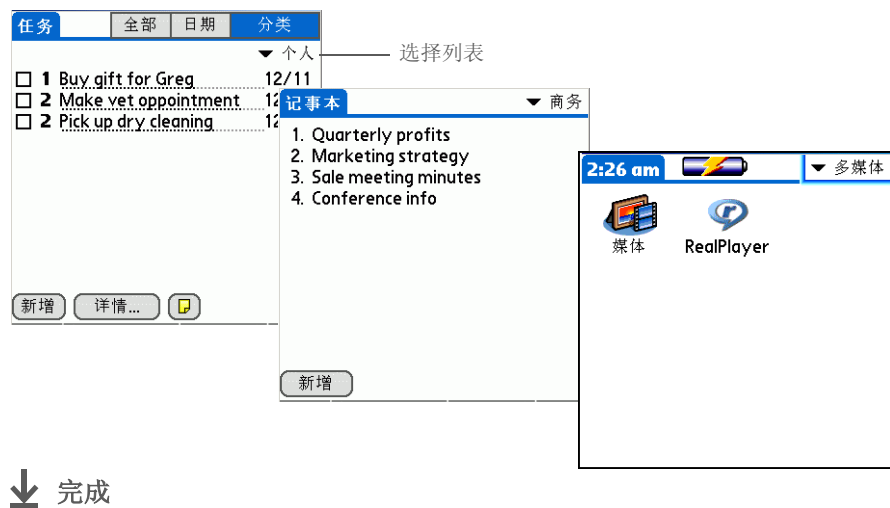 任务 全部 日期 分类
个人 选择列表
1 Buy gift for Greg 12/11
2 Make vet oppointment 12
2 Pick up dry cleaning 12
新增 详情...
记事本 商务
1. Quarterly profits
2. Marketing strategy
3. Sale meeting minutes
4. Conference info
新增
2:26 am 多媒体
媒体 RealPlayer
完成